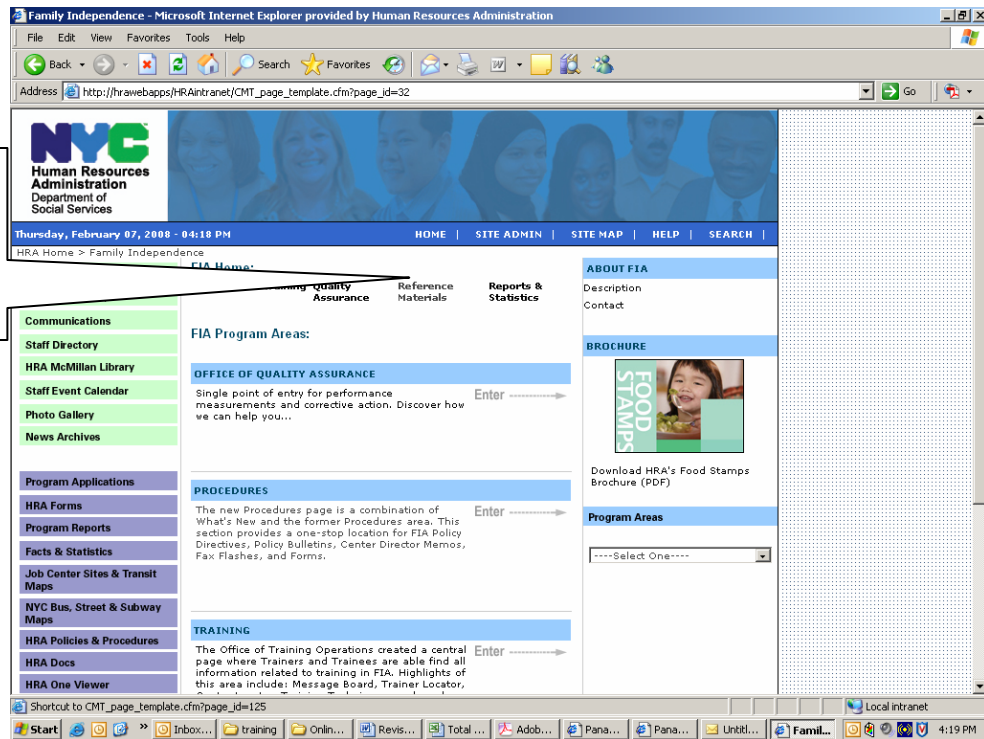 Family Independence - Microsoft Internet Explorer provided by Human Resources Administration
File Edit View Favorites Tools Help
Back Search Favorites
Address http://hrawebapps/HRAintranet/CMT_page_template.cfm?page_id=32 Go
NYC
Human Resources
Administration
Department of
Social Services
Thursday, February 07, 2008 - 04:18 PM HOME | SITE ADMIN | SITE MAP | HELP | SEARCH |
HRA Home > Family Independence
Communications
Staff Directory
HRA McMillan Library
Staff Event Calendar
Photo Gallery
News Archives
Program Applications
HRA Forms
Program Reports
Facts & Statistics
Job Center Sites & Transit
Maps
NYC Bus, Street & Subway
Maps
HRA Policies & Procedures
HRA Docs
HRA One Viewer
FIA Home:
Quality
Assurance
Reference
Materials
Reports &
Statistics
FIA Program Areas:
OFFICE OF QUALITY ASSURANCE
Single point of entry for performance
measurements and corrective action. Discover how
we can help you...
Enter
PROCEDURES
The new Procedures page is a combination of
What's New and the former Procedures area. This
section provides a one-stop location for FIA Policy
Directives, Policy Bulletins, Center Director Memos,
Fax Flashes, and Forms.
Enter
TRAINING
The Office of Training Operations created a central
page where Trainers and Trainees are able find all
information related to training in FIA. Highlights of
this area include: Message Board, Trainer Locator,
Enter
ABOUT FIA
Description
Contact
BROCHURE
FOOD
STAMPS
Download HRA's Food Stamps
Brochure (PDF)
Program Areas
----Select One----
Shortcut to CMT_page_template.cfm?page_id=125 Local intranet
Start Inbox... training Onlin... Revis... Total ... Adob... Pana... Pana... Untitl... Famil... 4:19 PM